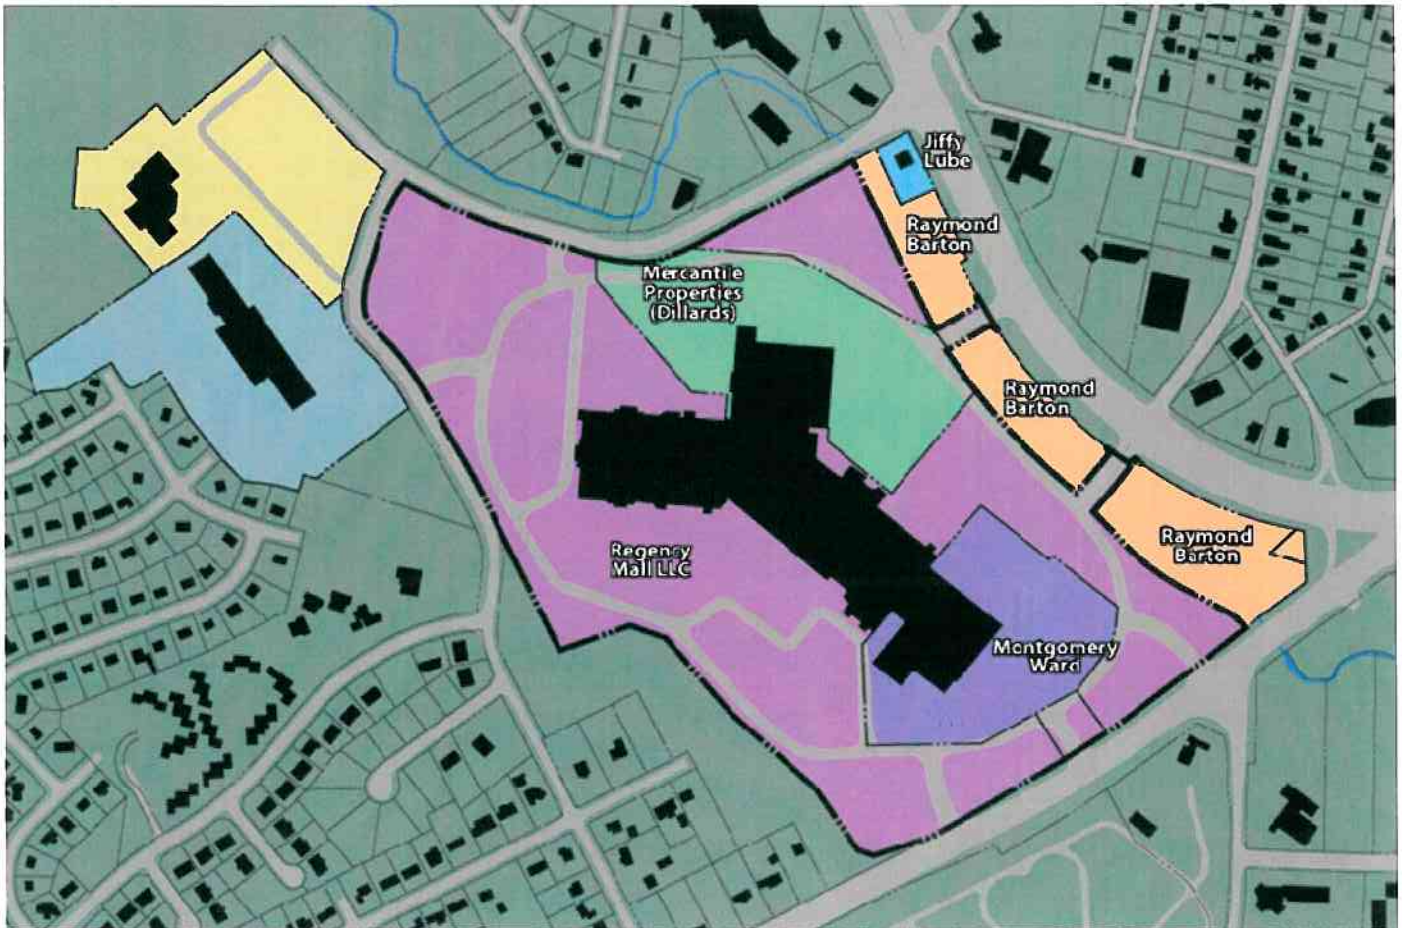 Jiffy
Lube
Raymond
Barton
Mercantile
Properties
(Dillards)
Raymond
Barton
Raymond
Barton
Regency
Mall LLC
Montgomery
Ward